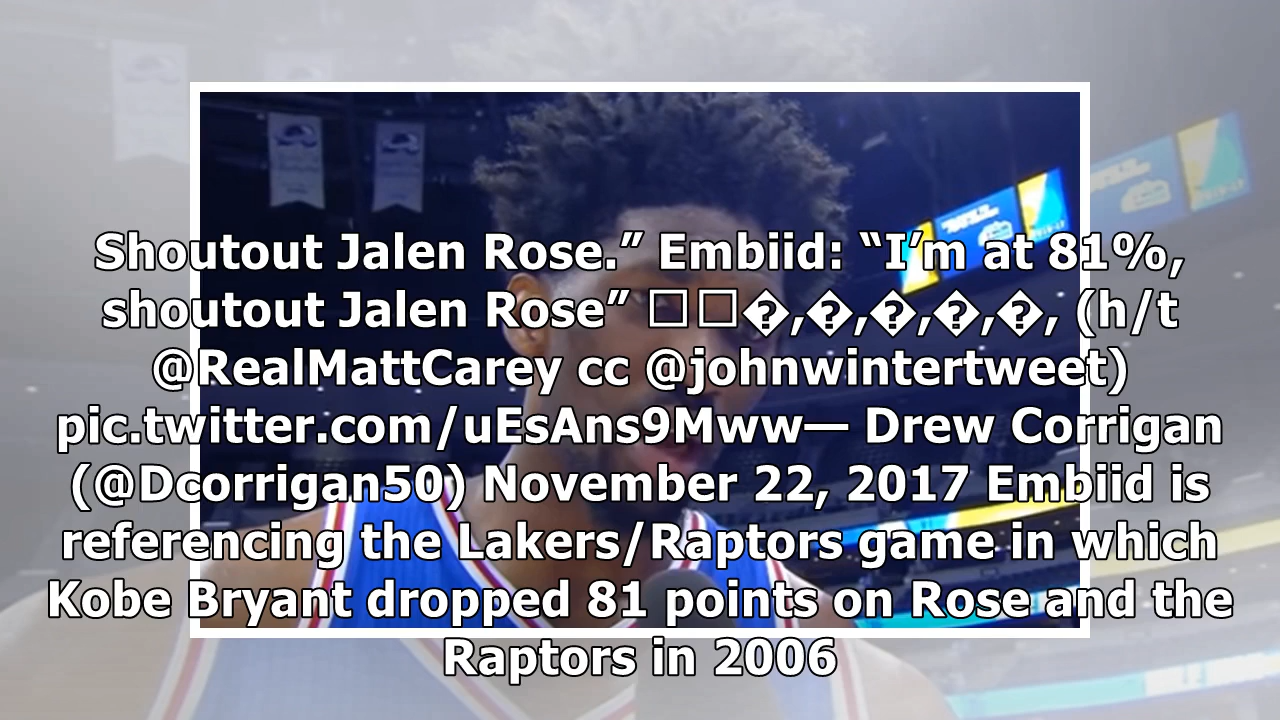 Shoutout Jalen Rose.” Embiid: “I’m at 81%,
shoutout Jalen Rose” □□�,�,�,�,�, (h/t
@RealMattCarey cc @johnwintertweet)
pic.twitter.com/uEsAns9Mww— Drew Corrigan
(@Dcorrigan50) November 22, 2017 Embiid is
referencing the Lakers/Raptors game in which
Kobe Bryant dropped 81 points on Rose and the
Raptors in 2006